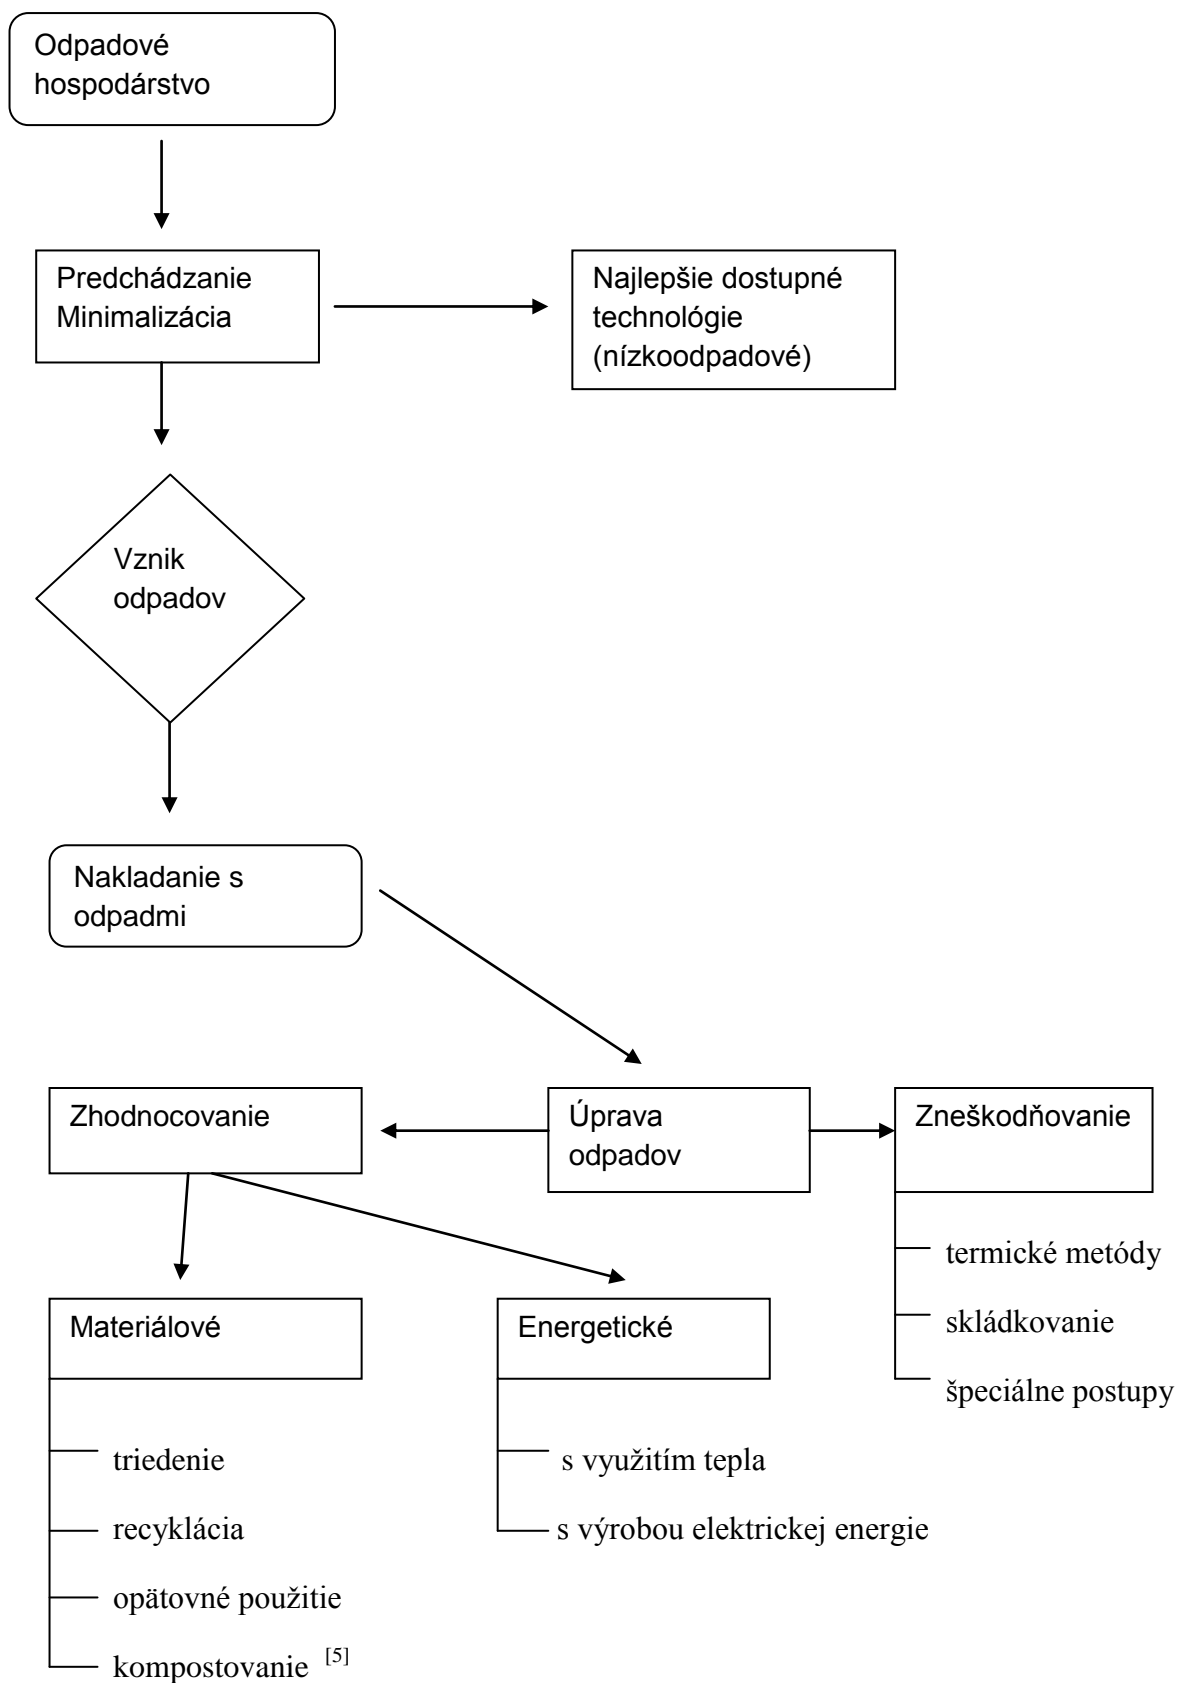 Odpadové
hospodárstvo
Predchádzanie
Minimalizácia
Najlepšie dostupné
technológie
(nízkoodpadové)
Vznik
odpadov
Nakladanie s
odpadmi
Zhodnocovanie
Úprava
odpadov
Zneškodňovanie
termické metódy
skládkovanie
špeciálne postupy
Materiálové
triedenie
recyklácia
opätovné použitie
kompostovanie [5]
Energetické
s využitím tepla
s výrobou elektrickej energie